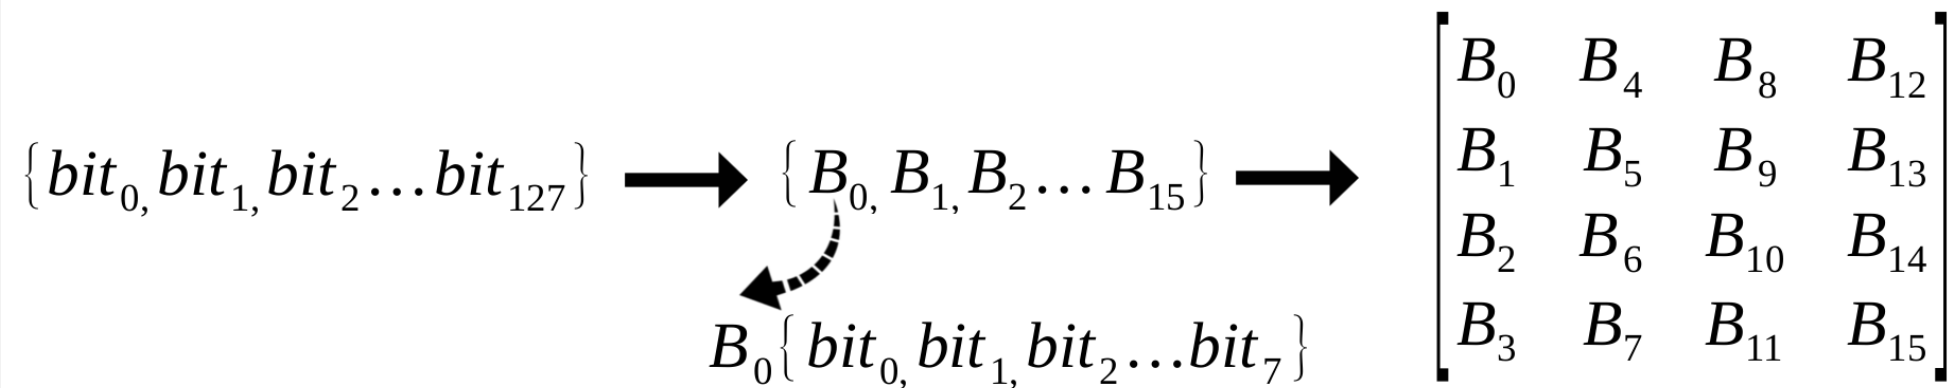 {bit₀, bit₁, bit₂…bit₁₂₇} {B₀, B₁, B₂…B₁₅}
B₀{bit₀, bit₁, bit₂…bit₇}
B₀ B₄ B₈ B₁₂
B₁ B₅ B₉ B₁₃
B₂ B₆ B₁₀ B₁₄
B₃ B₇ B₁₁ B₁₅